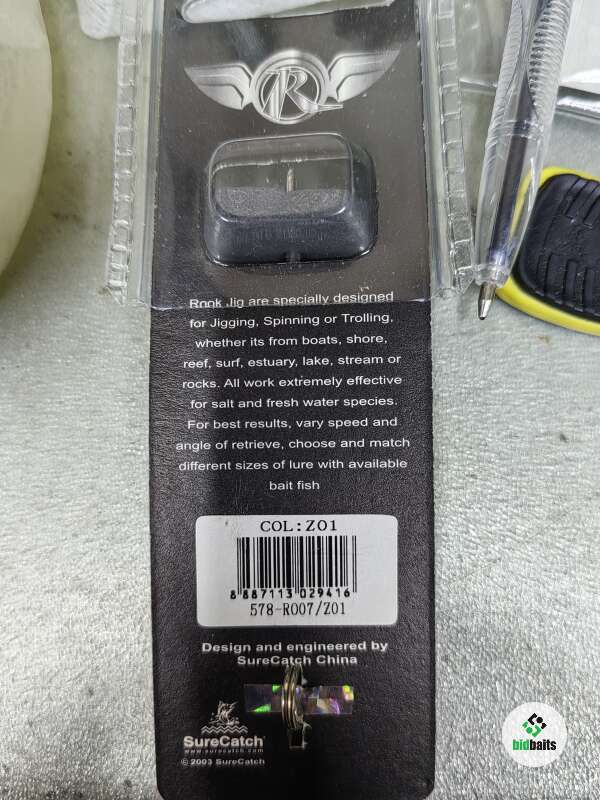 R
Rook Jig are specially designed
for Jigging, Spinning or Trolling,
whether its from boats, shore,
reef, surf, estuary, lake, stream or
rocks. All work extremely effective
for salt and fresh water species.
For best results, vary speed and
angle of retrieve, choose and match
different sizes of lure with available
bait fish
COL:Z01
8 887113 029416
578-R007/Z01
Design and engineered by
SureCatch China
SureCatch
www.surecatch.com
© 2003 SureCatch
bidbaits